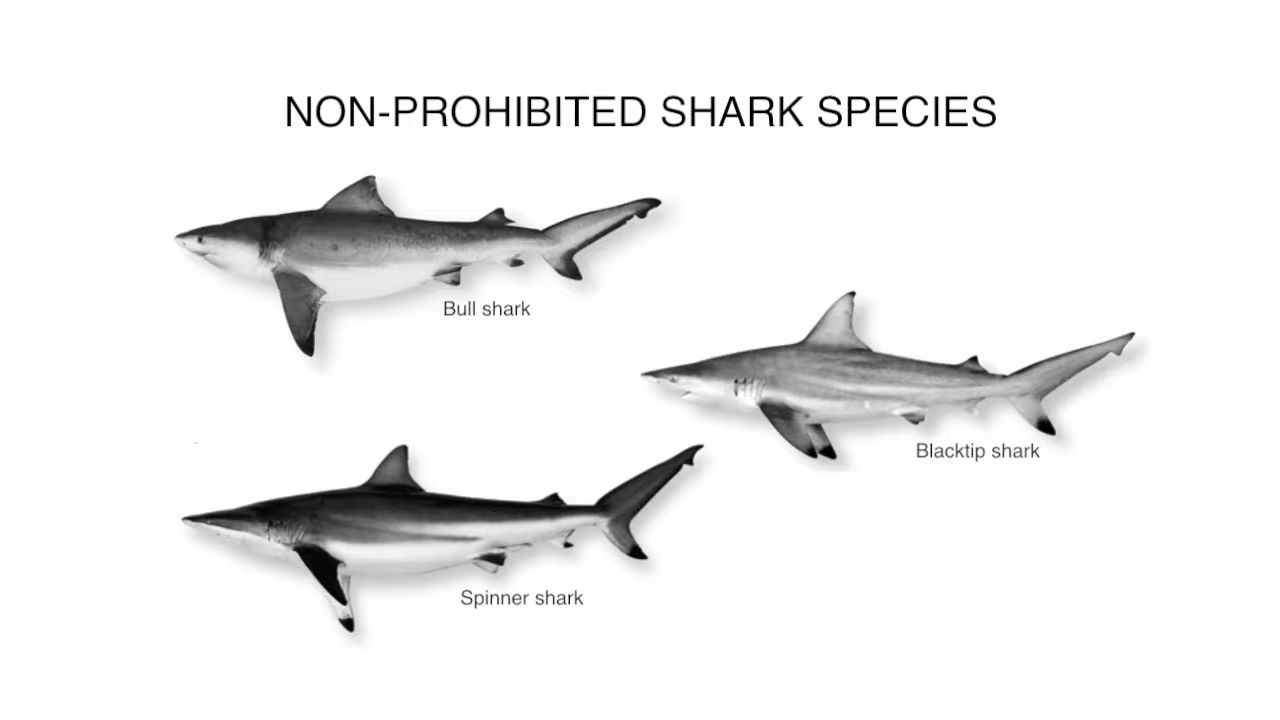 NON-PROHIBITED SHARK SPECIES
Bull shark
Blacktip shark
Spinner shark